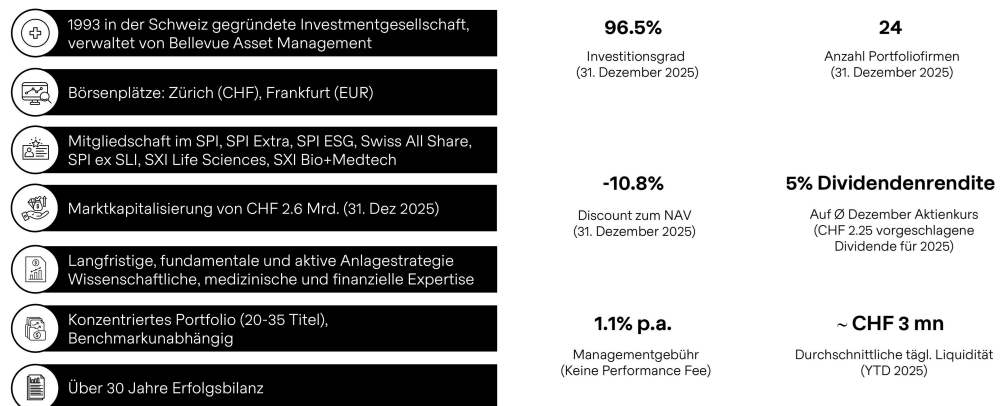 1993 in der Schweiz gegründete Investmentgesellschaft,
verwaltet von Bellevue Asset Management
Börsenplätze: Zürich (CHF), Frankfurt (EUR)
Mitgliedschaft im SPI, SPI Extra, SPI ESG, Swiss All Share,
SPI ex SLI, SXI Life Sciences, SXI Bio+Medtech
Marktkapitalisierung von CHF 2.6 Mrd. (31. Dez 2025)
Langfristige, fundamentale und aktive Anlagestrategie
Wissenschaftliche, medizinische und finanzielle Expertise
Konzentriertes Portfolio (20-35 Titel),
Benchmarkunabhängig
Über 30 Jahre Erfolgsbilanz
96.5%
Investitionsgrad
(31. Dezember 2025)
24
Anzahl Portfoliofirmen
(31. Dezember 2025)
-10.8%
Discount zum NAV
(31. Dezember 2025)
5% Dividendenrendite
Auf Ø Dezember Aktienkurs
(CHF 2.25 vorgeschlagene
Dividende für 2025)
1.1% p.a.
Managementgebühr
(Keine Performance Fee)
~ CHF 3 mn
Durchschnittliche tägl. Liquidität
(YTD 2025)